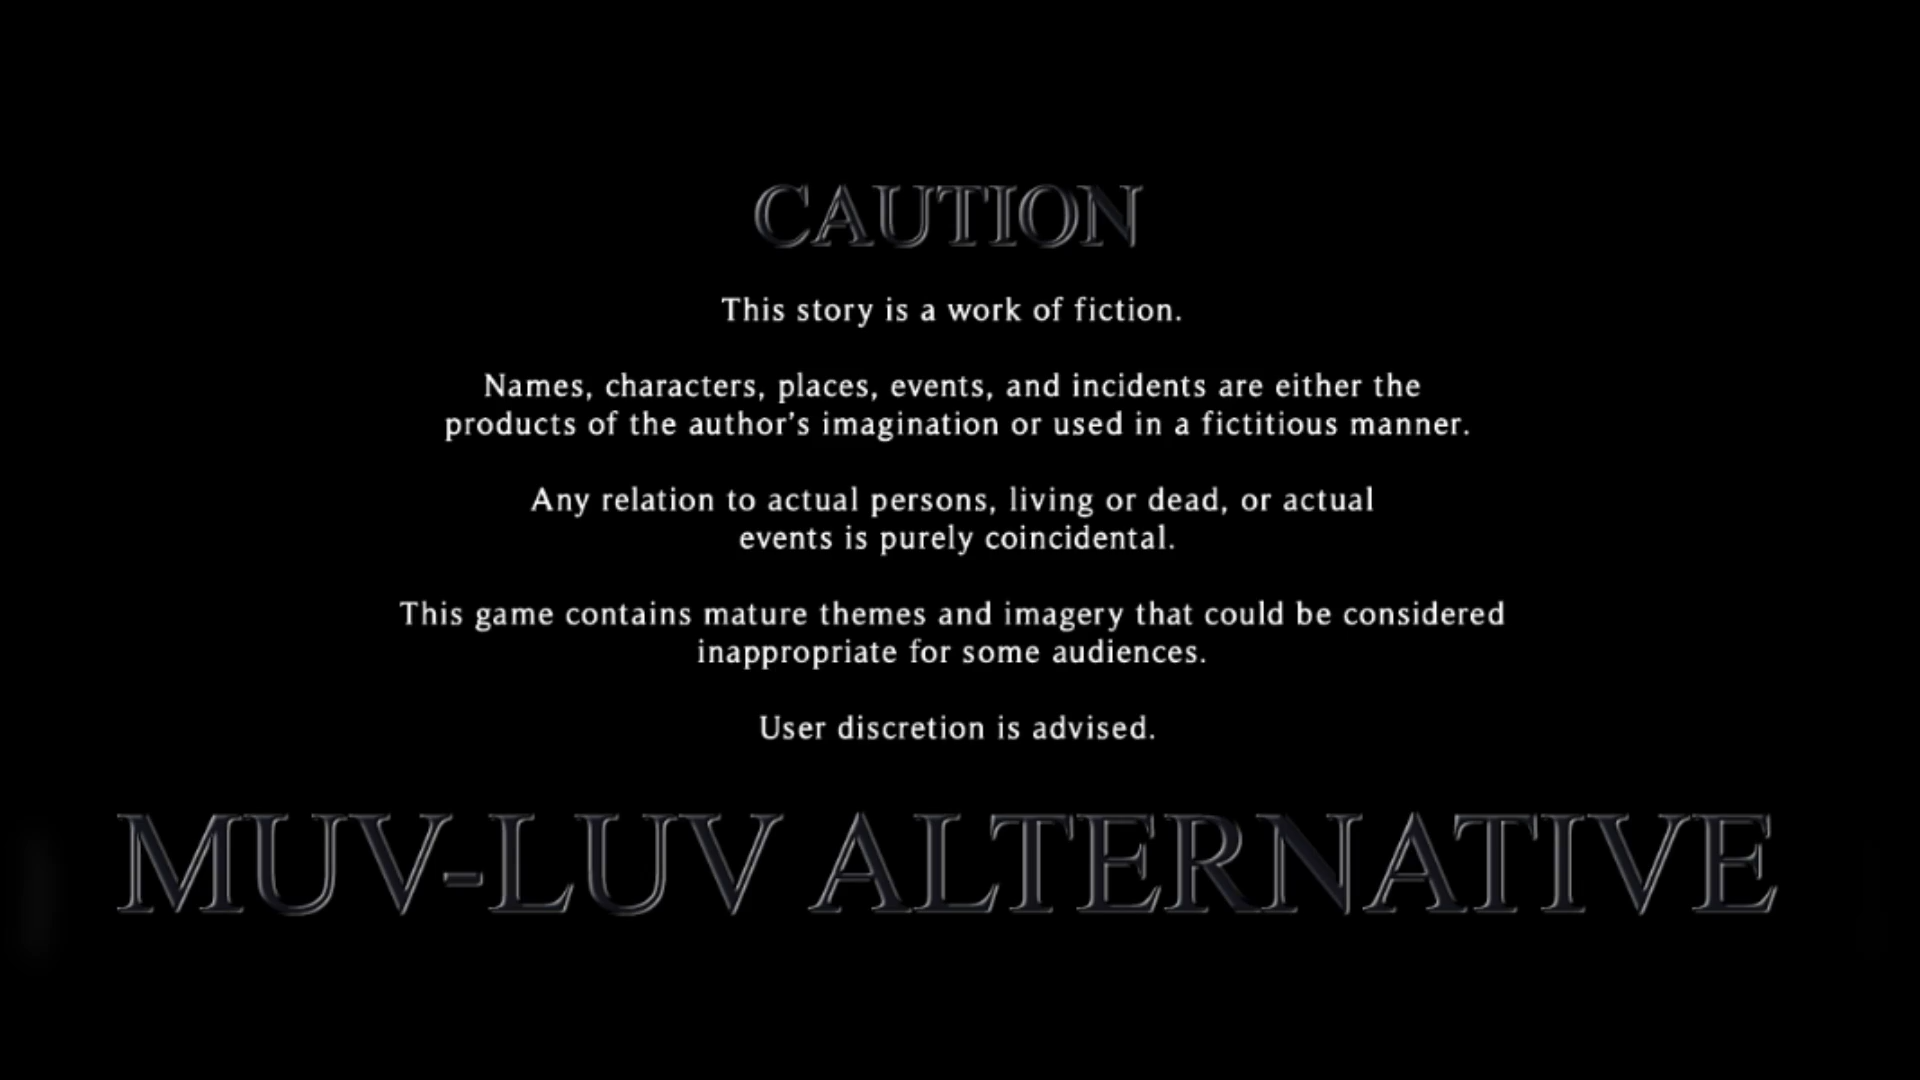 CAUTION
This story is a work of fiction.
Names, characters, places, events, and incidents are either the
products of the author’s imagination or used in a fictitious manner.
Any relation to actual persons, living or dead, or actual
events is purely coincidental.
This game contains mature themes and imagery that could be considered
inappropriate for some audiences.
User discretion is advised.
MUV-LUV ALTERNATIVE